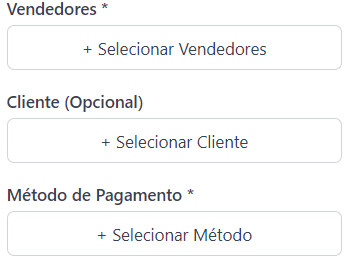 Vendedores *
+ Selecionar Vendedores
Cliente (Opcional)
+ Selecionar Cliente
Método de Pagamento *
+ Selecionar Método